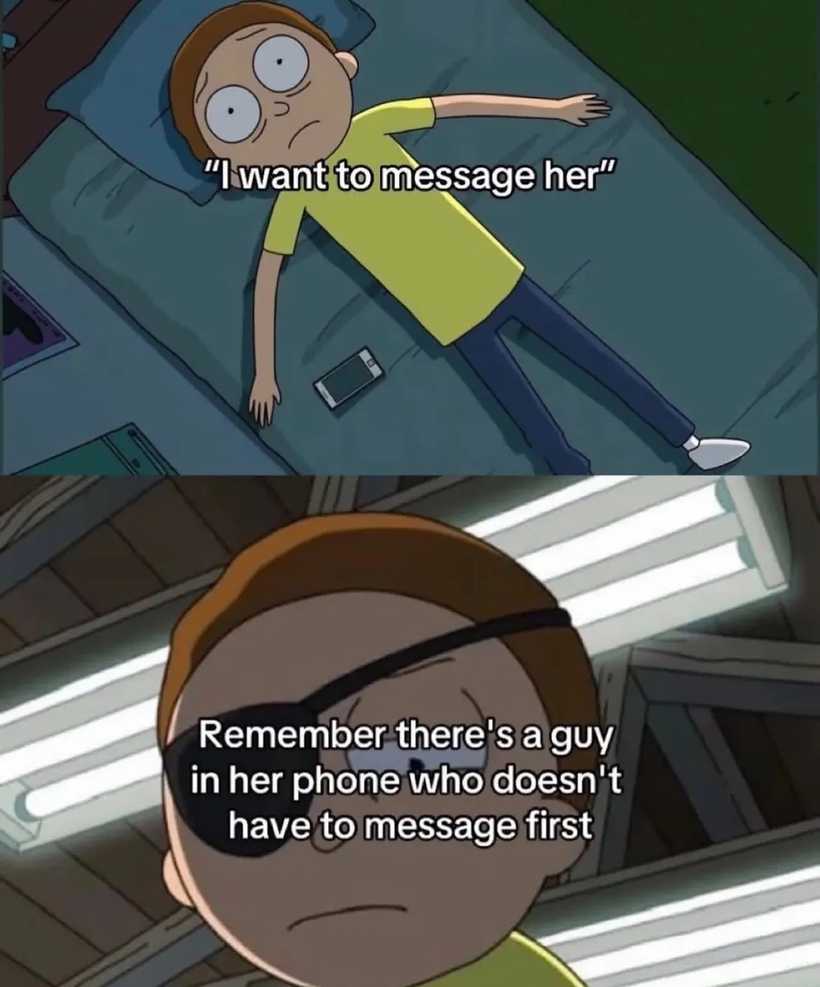 "I want to message her"
Remember there's a guy
in her phone who doesn't
have to message first